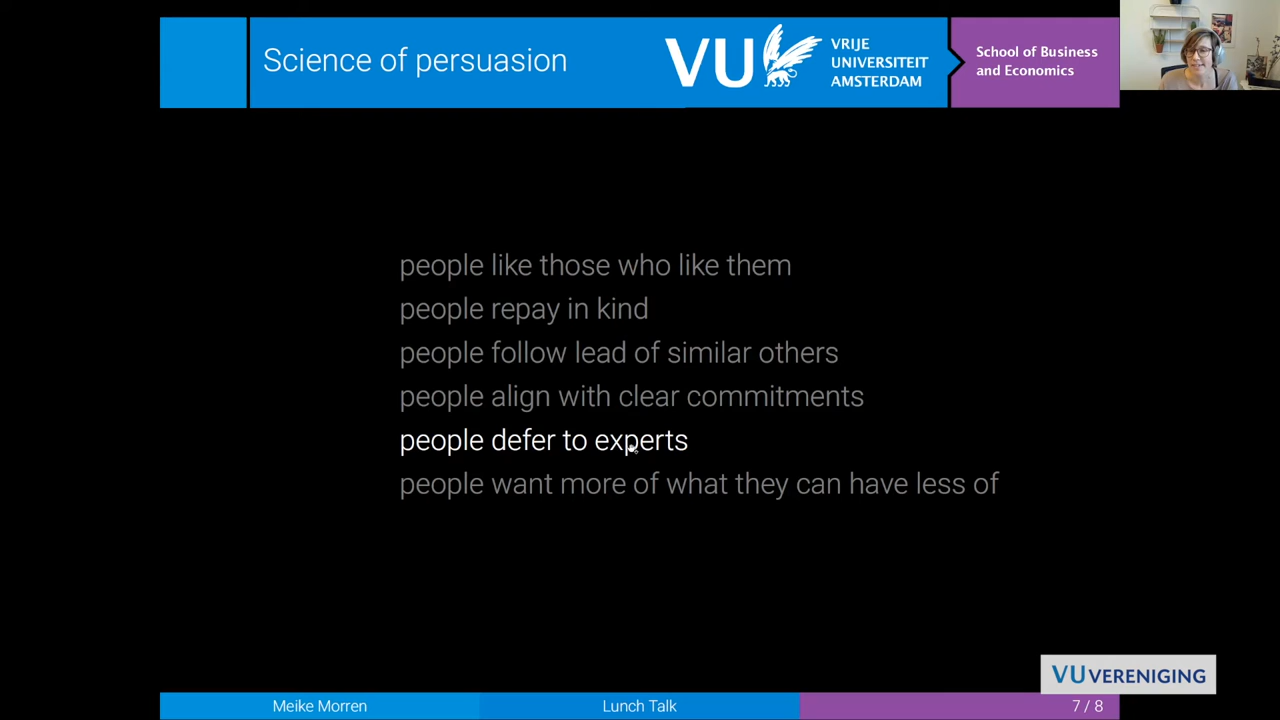 Science of persuasion
VU
VRIJE
UNIVERSITEIT
AMSTERDAM
School of Business
and Economics
people like those who like them
people repay in kind
people follow lead of similar others
people align with clear commitments
people defer to experts
people want more of what they can have less of
VUVERENIGING
Meike Morren
Lunch Talk
7 / 8